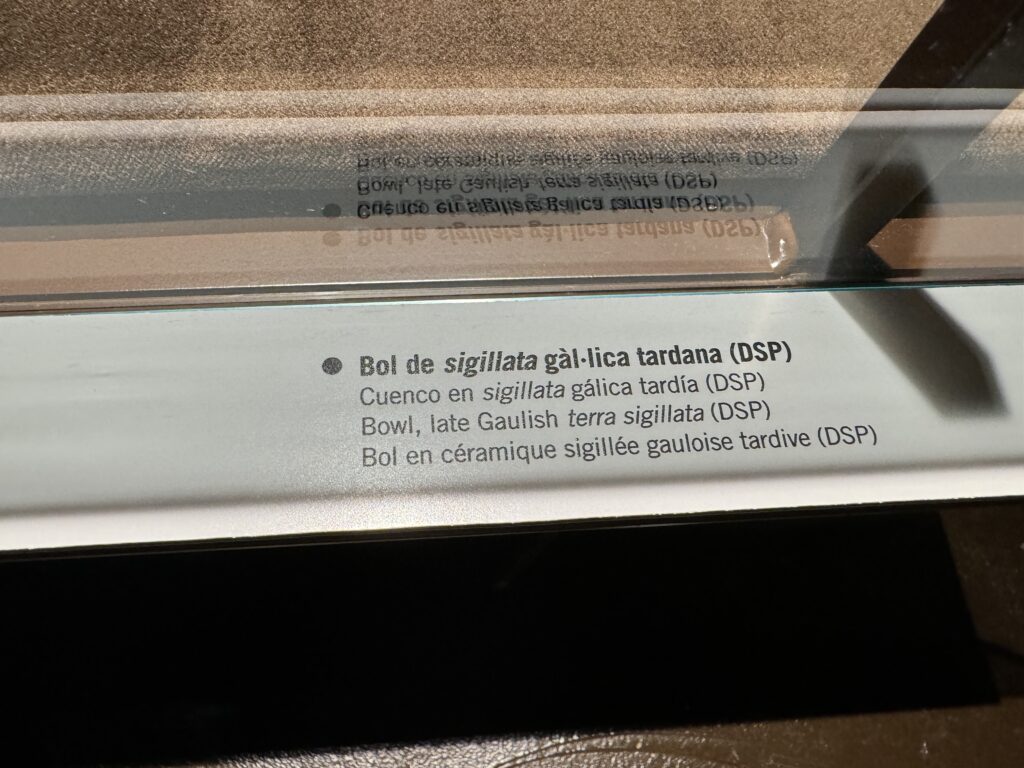 ● Bol de sigillata gàl·lica tardana (DSP)
Cuenco en sigillata gálica tardía (DSP)
Bowl, late Gaulish terra sigillata (DSP)
Bol en céramique sigillée gauloise tardive (DSP)